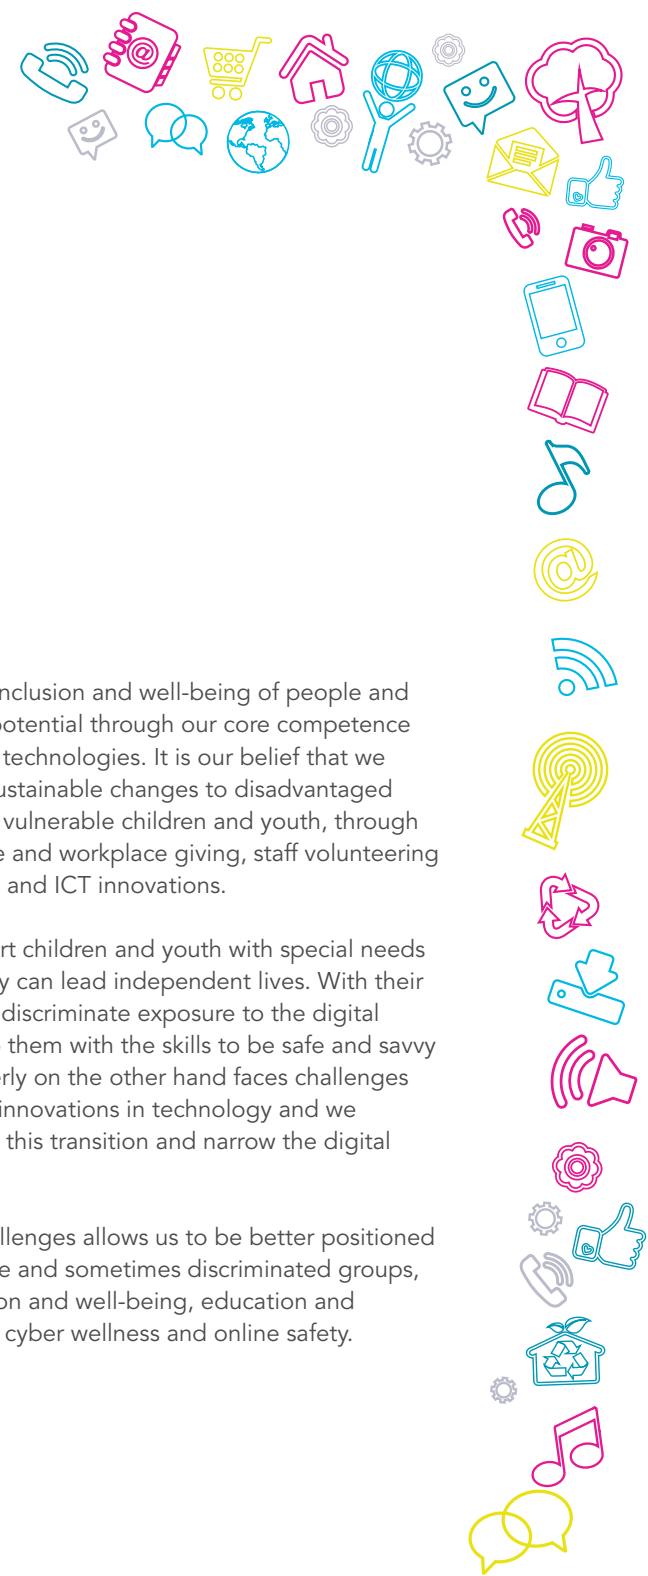 nclusion and well-being of people and
potential through our core competence
technologies. It is our belief that we
ustainable changes to disadvantaged
vulnerable children and youth, through
e and workplace giving, staff volunteering
and ICT innovations.
rt children and youth with special needs
y can lead independent lives. With their
discriminate exposure to the digital
them with the skills to be safe and savvy
erly on the other hand faces challenges
innovations in technology and we
this transition and narrow the digital
allenges allows us to be better positioned
e and sometimes discriminated groups,
on and well-being, education and
cyber wellness and online safety.